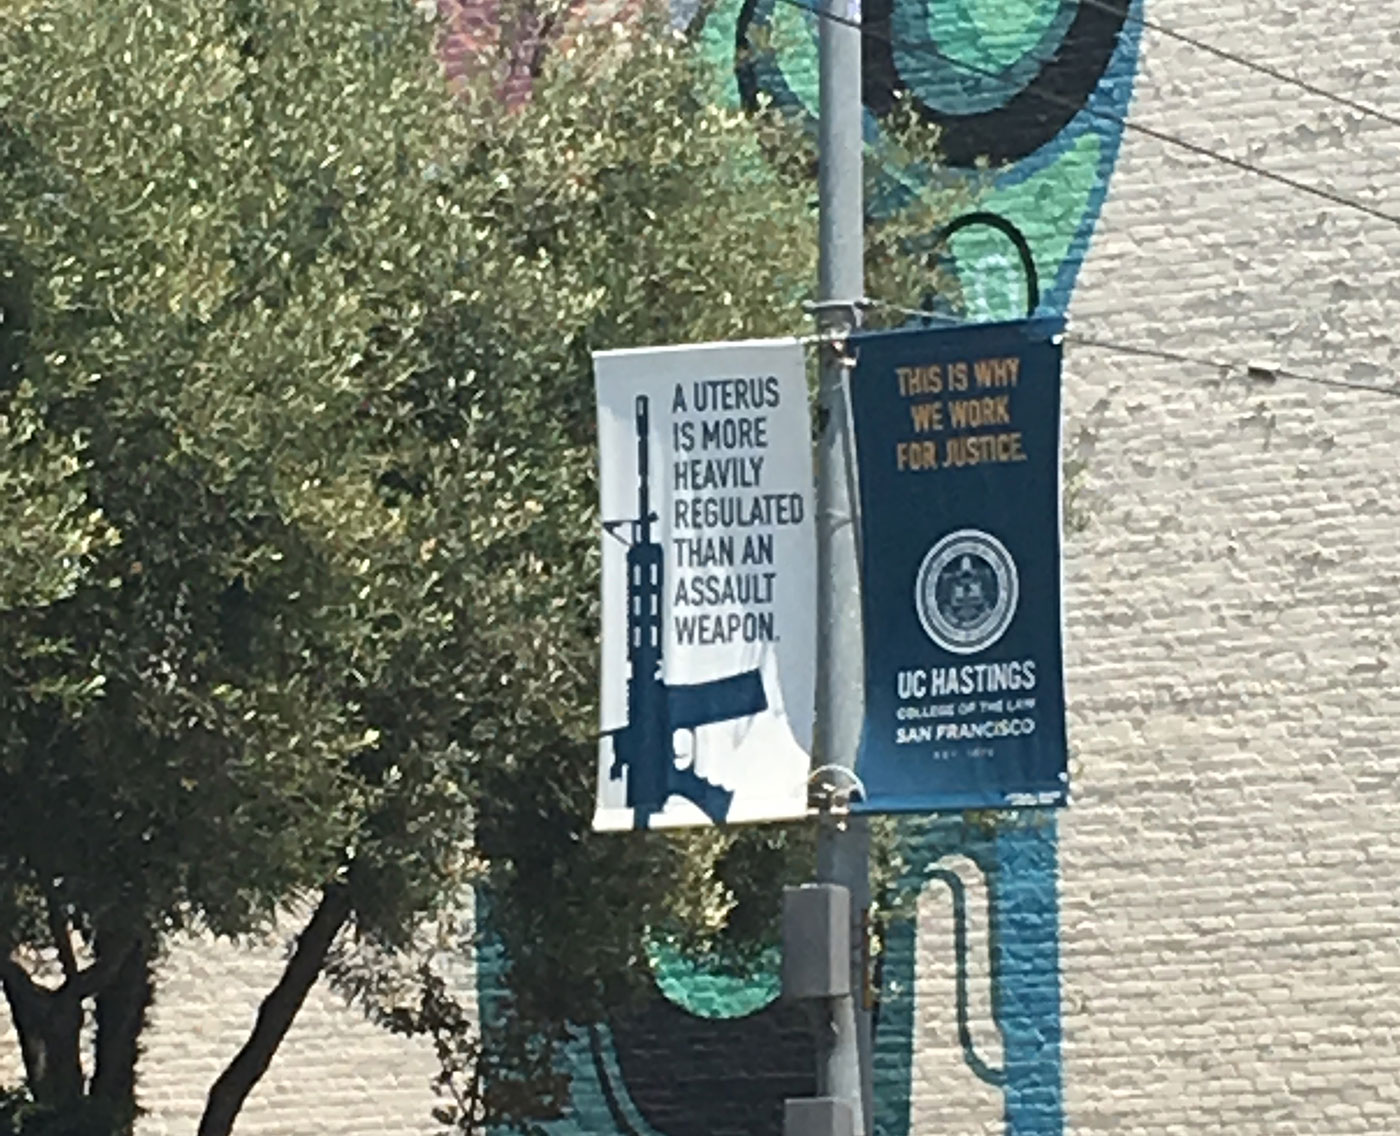 A UTERUS
IS MORE
HEAVILY
REGULATED
THAN AN
ASSAULT
WEAPON.
THIS IS WHY
WE WORK
FOR JUSTICE.
UC HASTINGS
COLLEGE OF THE LAW
SAN FRANCISCO